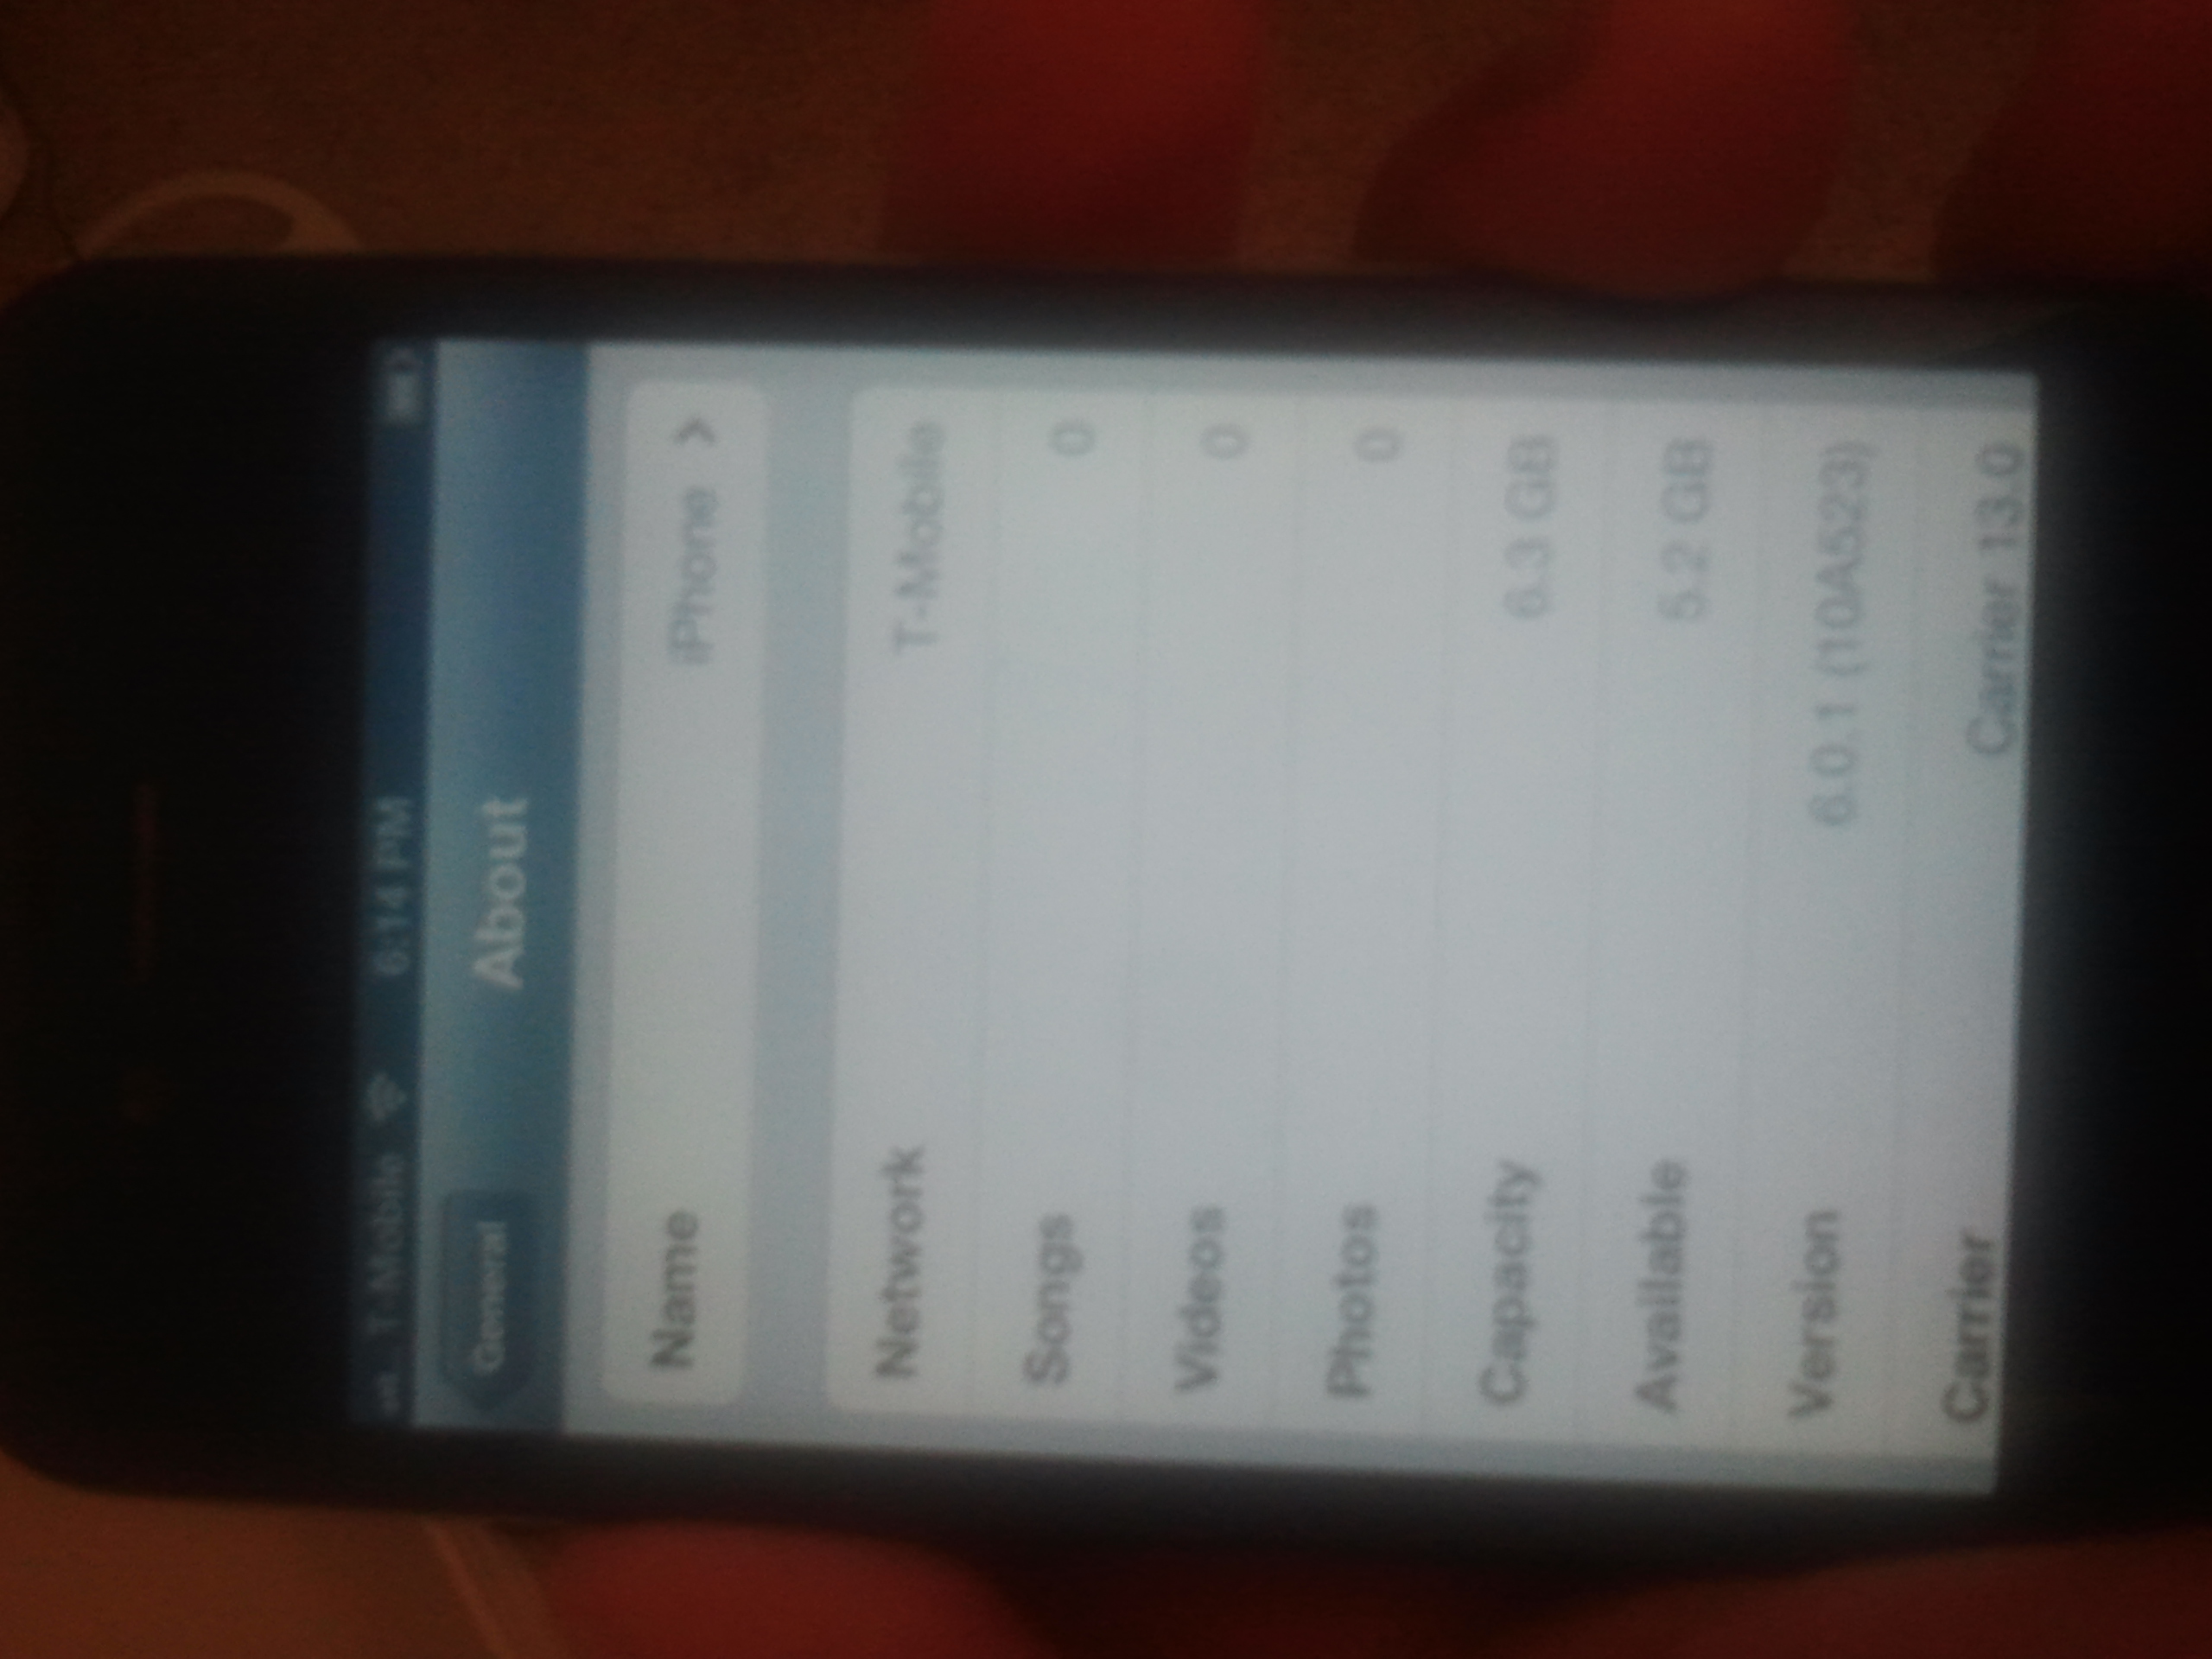 T-Mobile 6:14 PM
General About
Name iPhone
Network T-Mobile
Songs 0
Videos 0
Photos 0
Capacity 6.3 GB
Available 5.2 GB
Version 6.0.1 (10A523)
Carrier Carrier 13.0